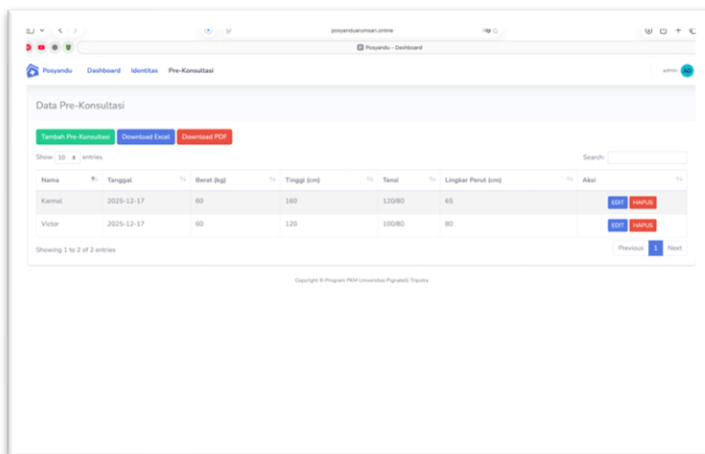 posyanduarumsari.online
Posyandu - Dashboard
Posyandu Dashboard Identitas Pre-Konsultasi admin AD
Data Pre-Konsultasi
Tambah Pre-Konsultasi Download Excel Download PDF
Show 10 entries Search:
Nama Tanggal Berat (kg) Tinggi (cm) Tensi Lingkar Perut (cm) Aksi
Karmal 2025-12-17 60 160 120/80 65 EDIT HAPUS
Victor 2025-12-17 60 120 100/80 80 EDIT HAPUS
Showing 1 to 2 of 2 entries Previous 1 Next
Copyright © Program PKM Universitas Pignatelli Triputra